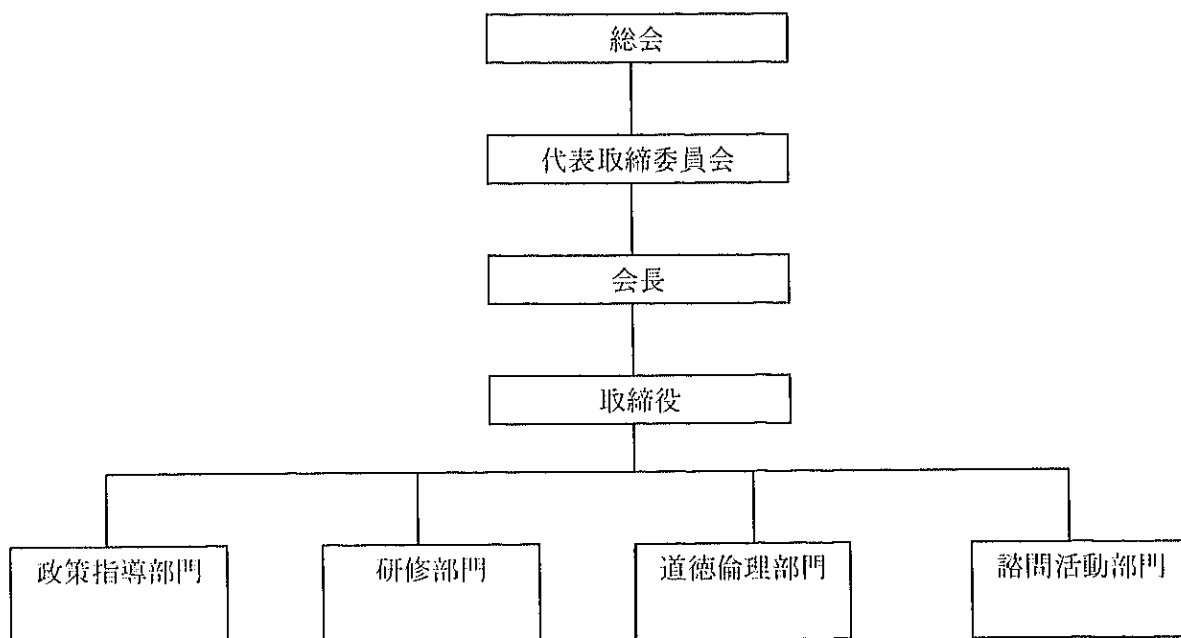 総会
代表取締委員会
会長
取締役
政策指導部門
研修部門
道徳倫理部門
諮問活動部門